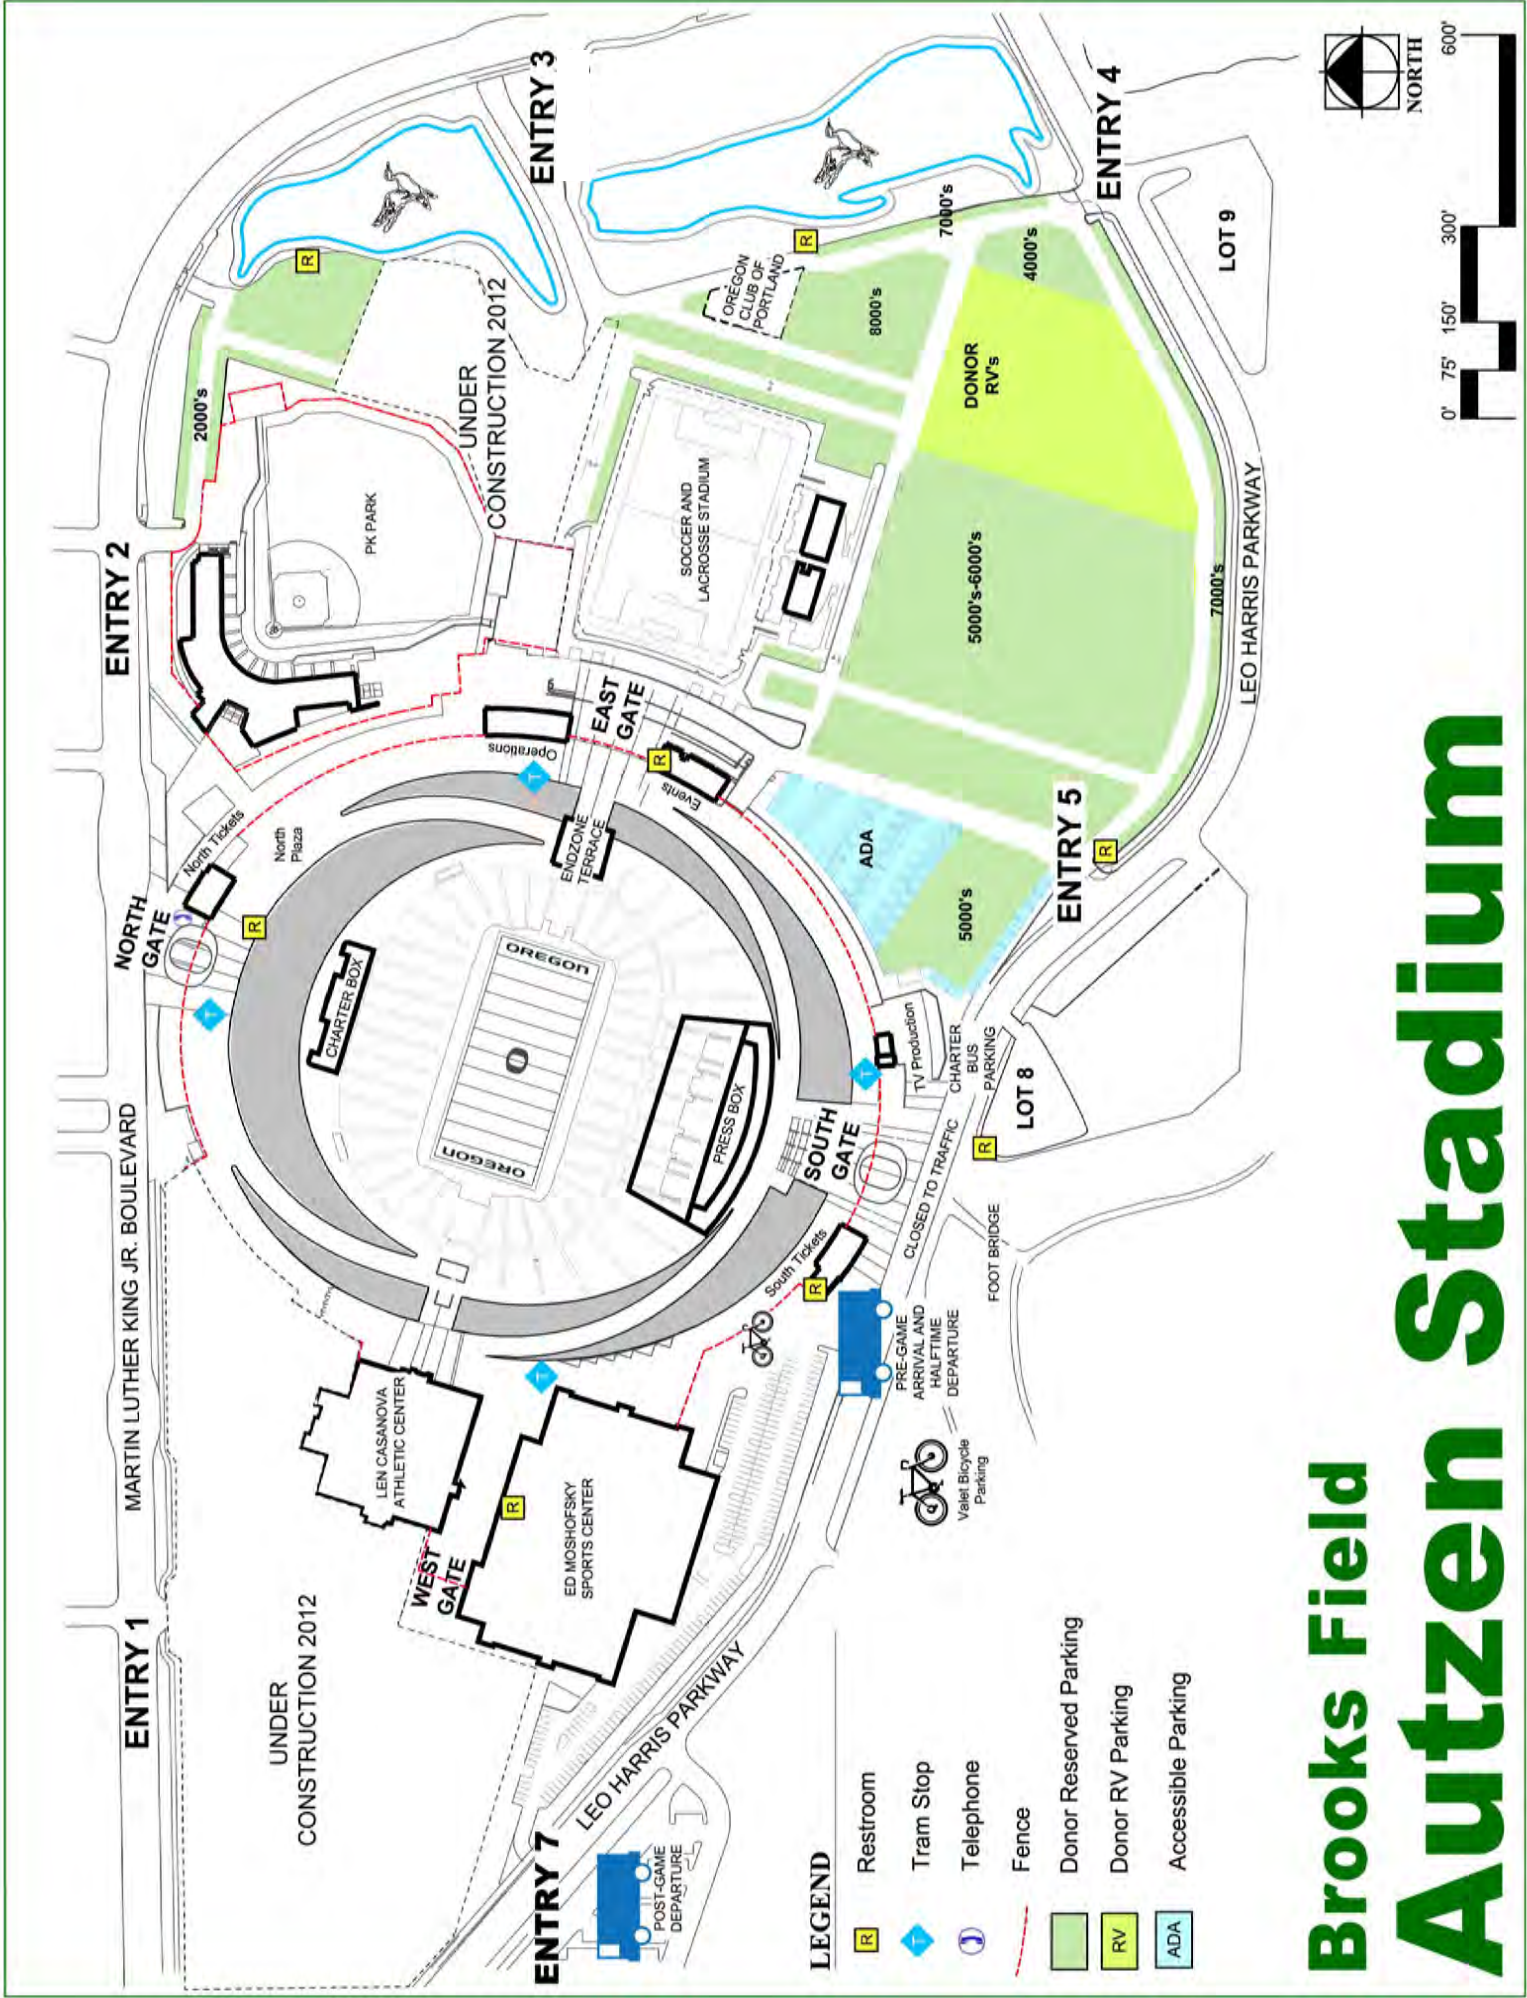 MARTIN LUTHER KING JR. BOULEVARD
ENTRY 1
ENTRY 2
ENTRY 3
ENTRY 4
ENTRY 5
ENTRY 7
UNDER
CONSTRUCTION 2012
NORTH
GATE
North Tickets
North
Plaza
2000's
R
PK PARK
UNDER
CONSTRUCTION 2012
T
R
CHARTER BOX
OREGON
O
OREGON
ENDZONE
TERRACE
Operations
T
6
EAST
GATE
R
Events
SOCCER AND
LACROSSE STADIUM
OREGON
CLUB OF
PORTLAND
R
7000's
8000's
4000's
DONOR
RV's
5000's-6000's
7000's
LEO HARRIS PARKWAY
LOT 9
ADA
5000's
R
LEN CASANOVA
ATHLETIC CENTER
T
WEST
GATE
R
ED MOSHOFSKY
SPORTS CENTER
PRESS BOX
SOUTH
GATE
T
TV Production
CHARTER
BUS
PARKING
LOT 8
R
CLOSED TO TRAFFIC
South Tickets
R
FOOT BRIDGE
PRE-GAME
ARRIVAL AND
HALFTIME
DEPARTURE
Valet Bicycle
Parking
LEO HARRIS PARKWAY
POST-GAME
DEPARTURE
LEGEND
R Restroom
T Tram Stop
Telephone
Fence
Donor Reserved Parking
RV Donor RV Parking
ADA Accessible Parking
NORTH
0' 75' 150' 300' 600'
Brooks Field
Autzen Stadium